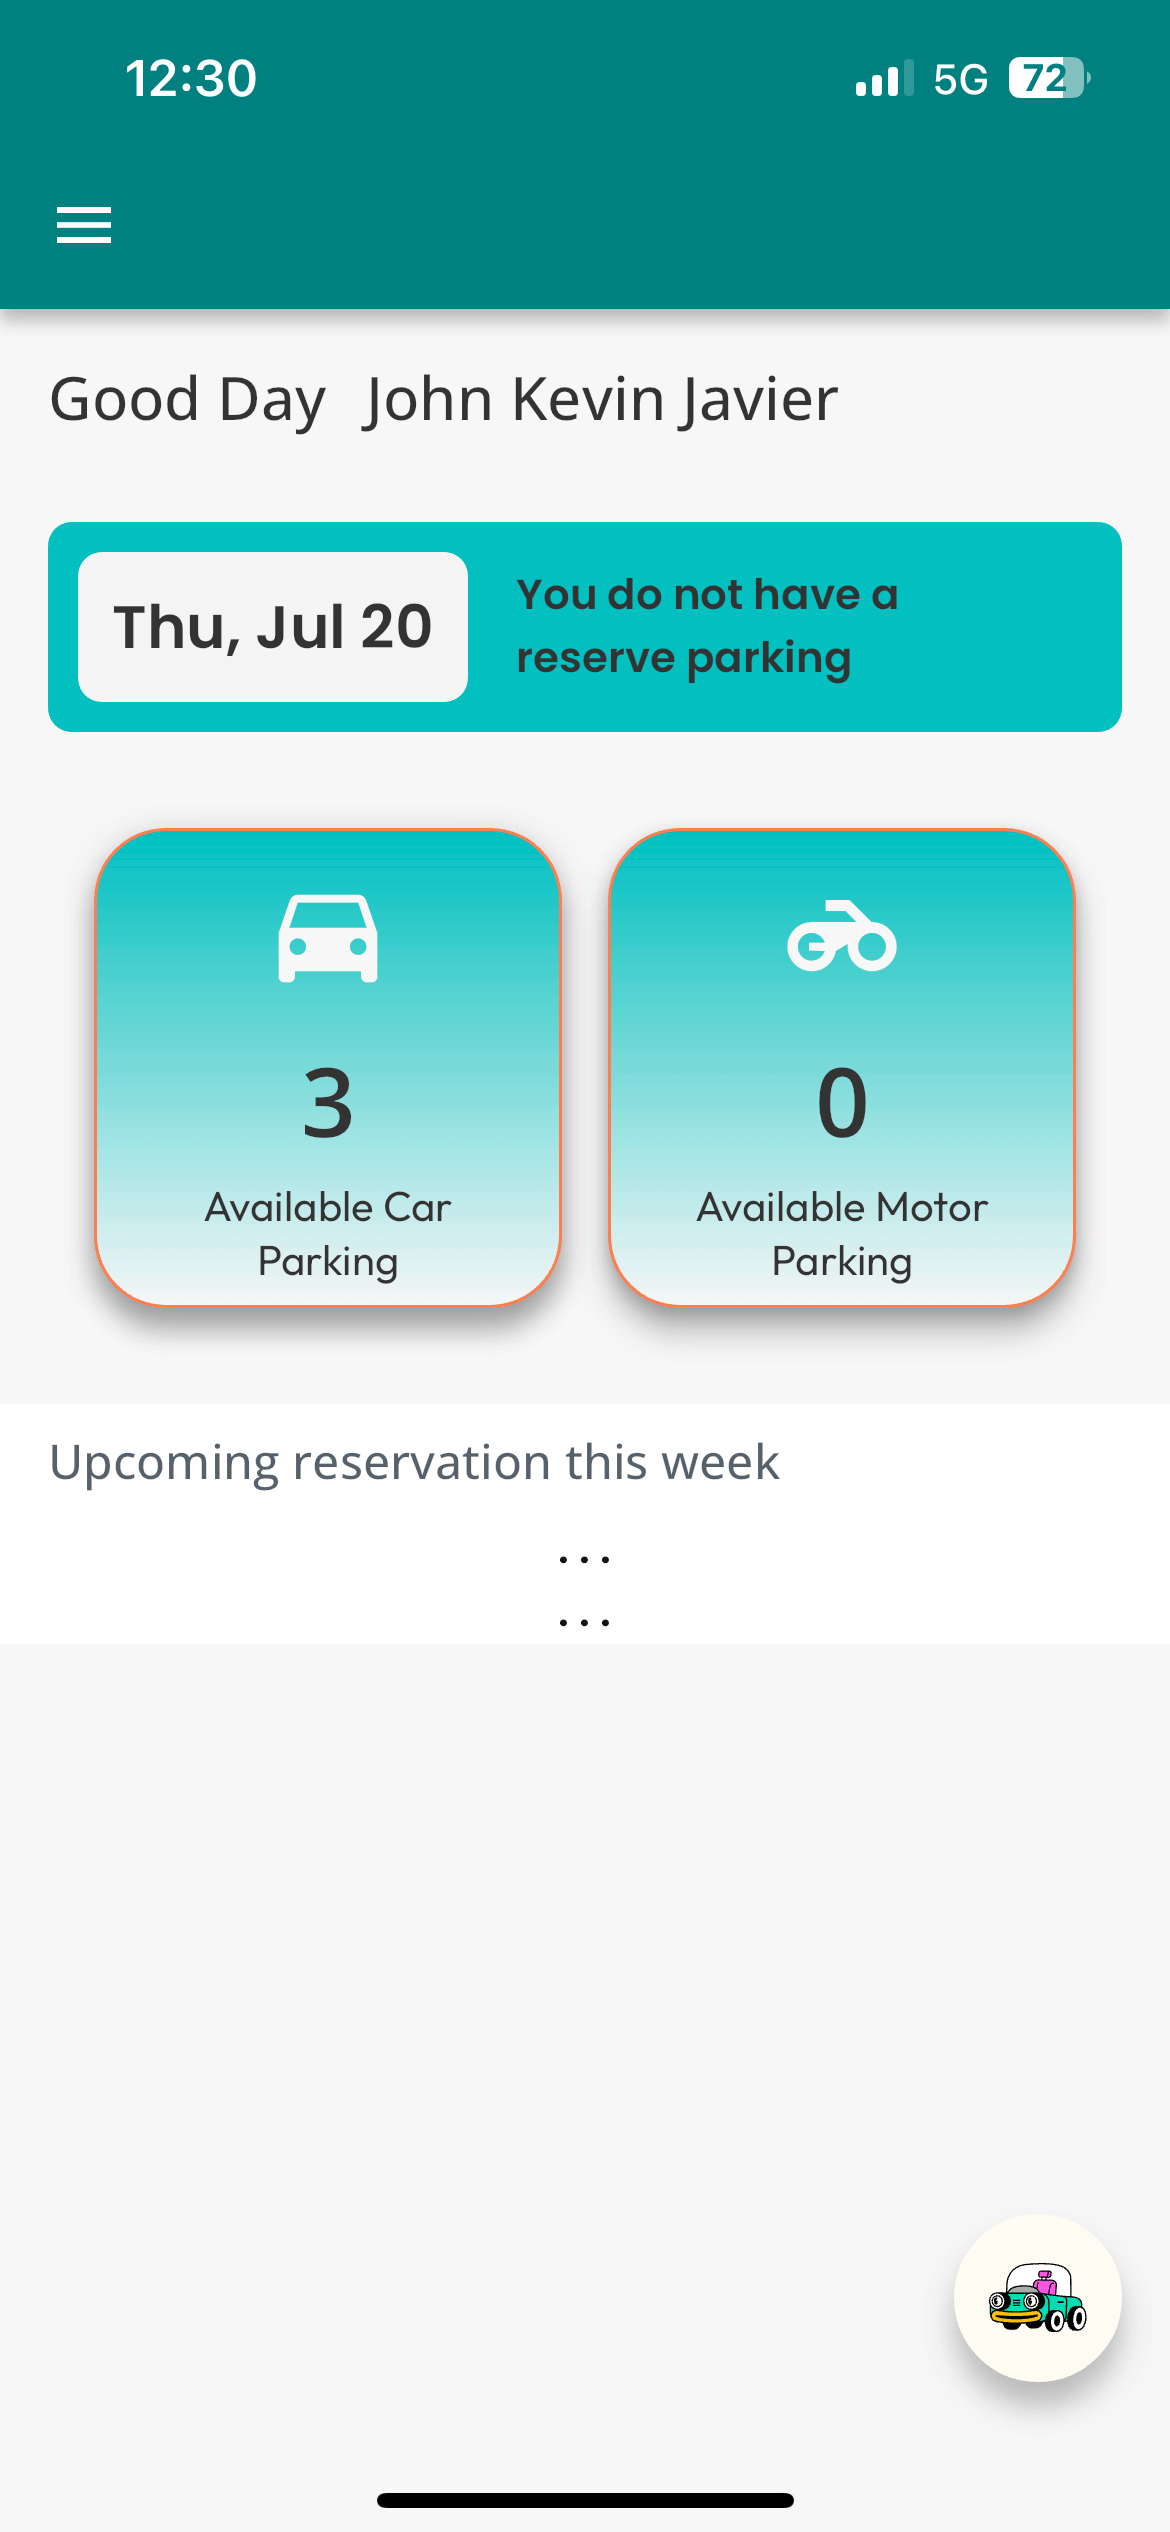 12:30
5G 72
Good Day John Kevin Javier
Thu, Jul 20
You do not have a
reserve parking
3
Available Car
Parking
0
Available Motor
Parking
Upcoming reservation this week
...
...